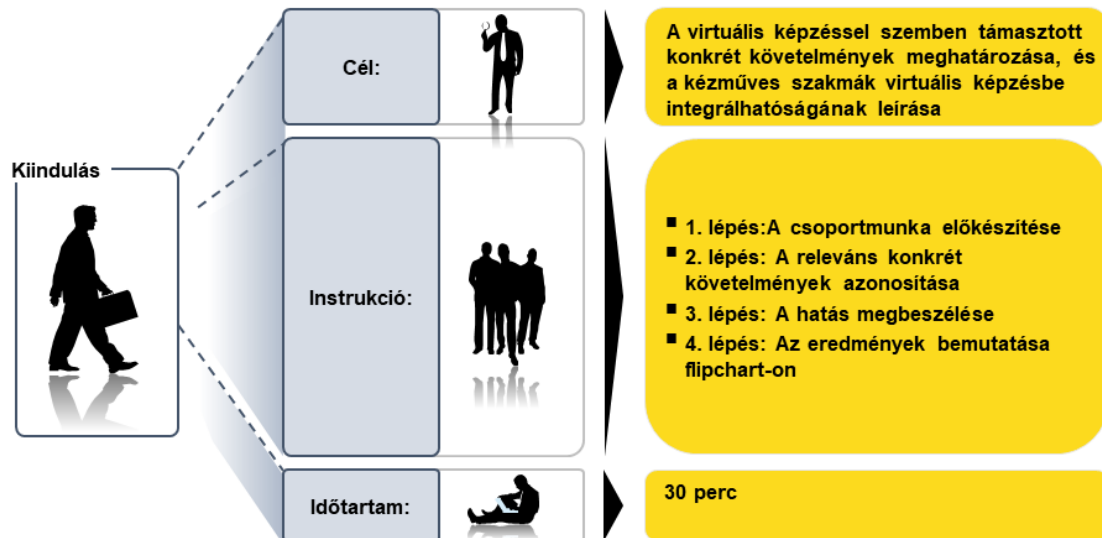 Kiindulás
Cél:
A virtuális képzéssel szemben támasztott
konkrét követelmények meghatározása, és
a kézműves szakmák virtuális képzésbe
integrálhatóságának leírása
Instrukció:
▪ 1. lépés:A csoportmunka előkészítése
▪ 2. lépés: A releváns konkrét
követelmények azonosítása
▪ 3. lépés: A hatás megbeszélése
▪ 4. lépés: Az eredmények bemutatása
flipchart-on
Időtartam:
30 perc